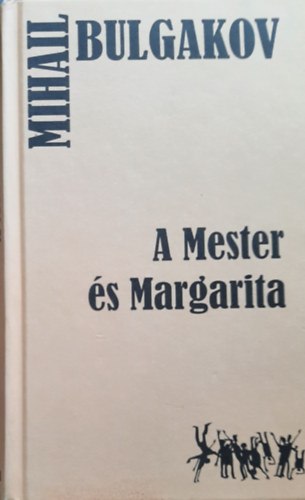 MIHAIL
BULGAKOV
A Mester
és Margarita